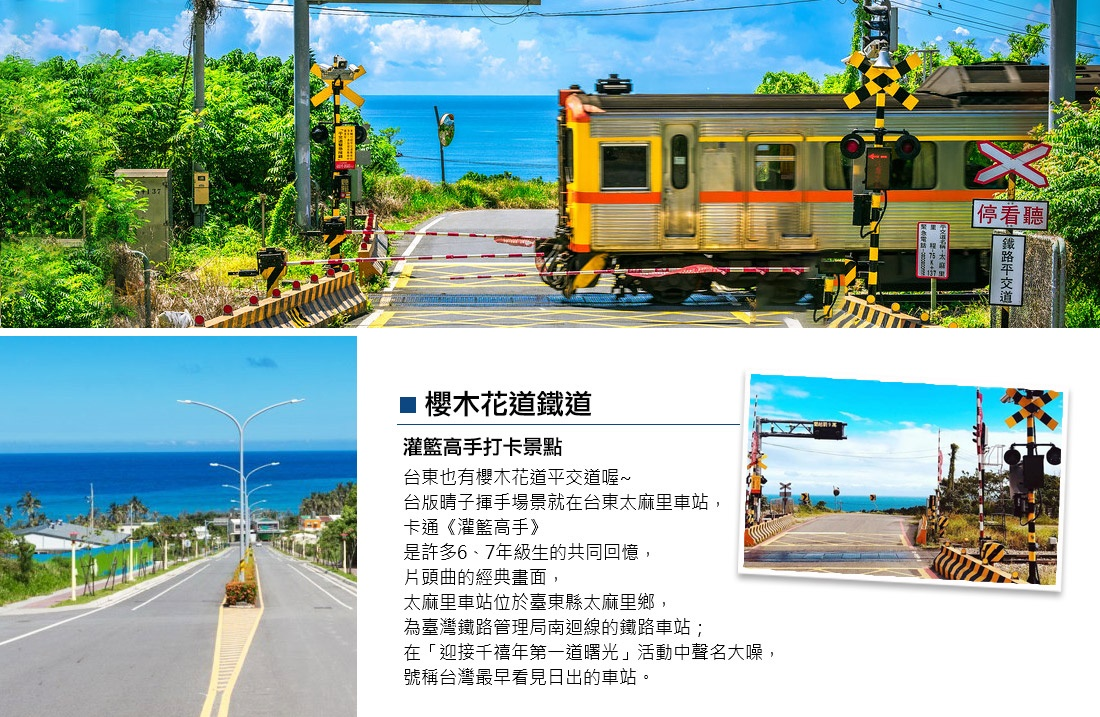 停看聽
鐵路平交道
■ 櫻木花道鐵道
灌籃高手打卡景點
台東也有櫻木花道平交道喔~
台版晴子揮手場景就在台東太麻里車站，
卡通《灌籃高手》
是許多6、7年級生的共同回憶，
片頭曲的經典畫面，
太麻里車站位於臺東縣太麻里鄉，
為臺灣鐵路管理局南迴線的鐵路車站；
在「迎接千禧年第一道曙光」活動中聲名大噪，
號稱台灣最早看見日出的車站。